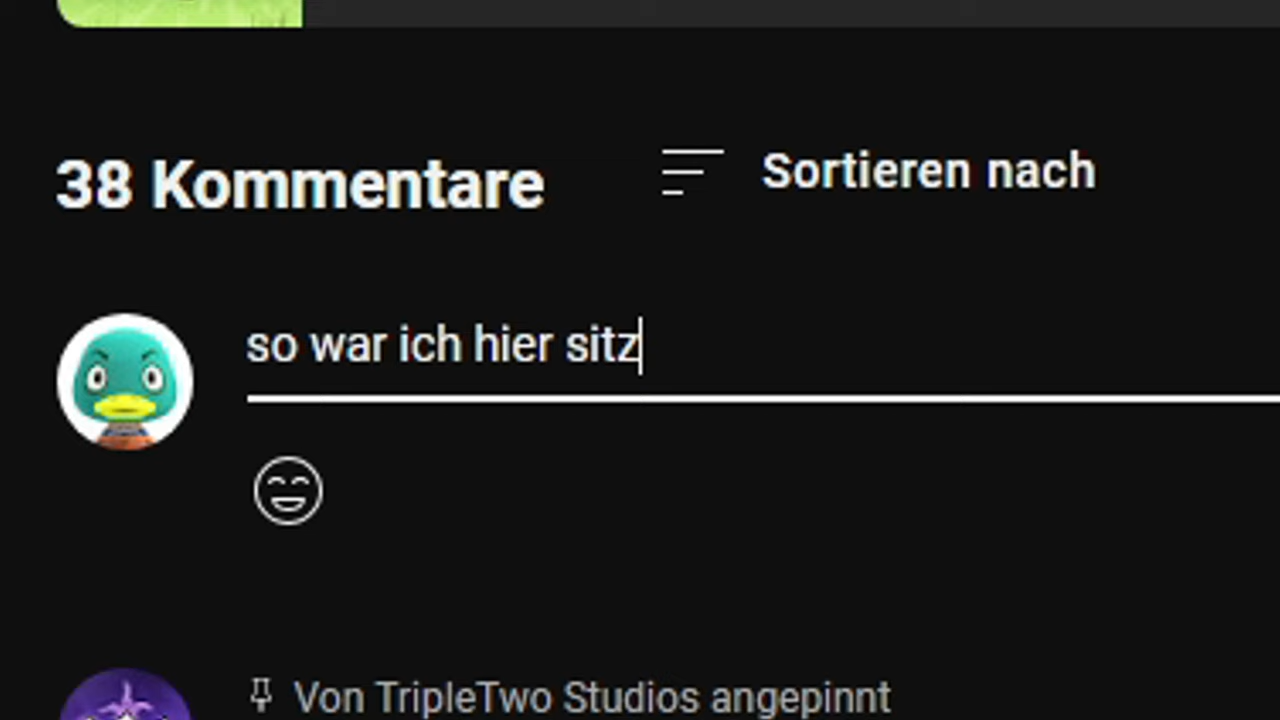 38 Kommentare
Sortieren nach
so war ich hier sitz
Von TripleTwo Studios angepinnt